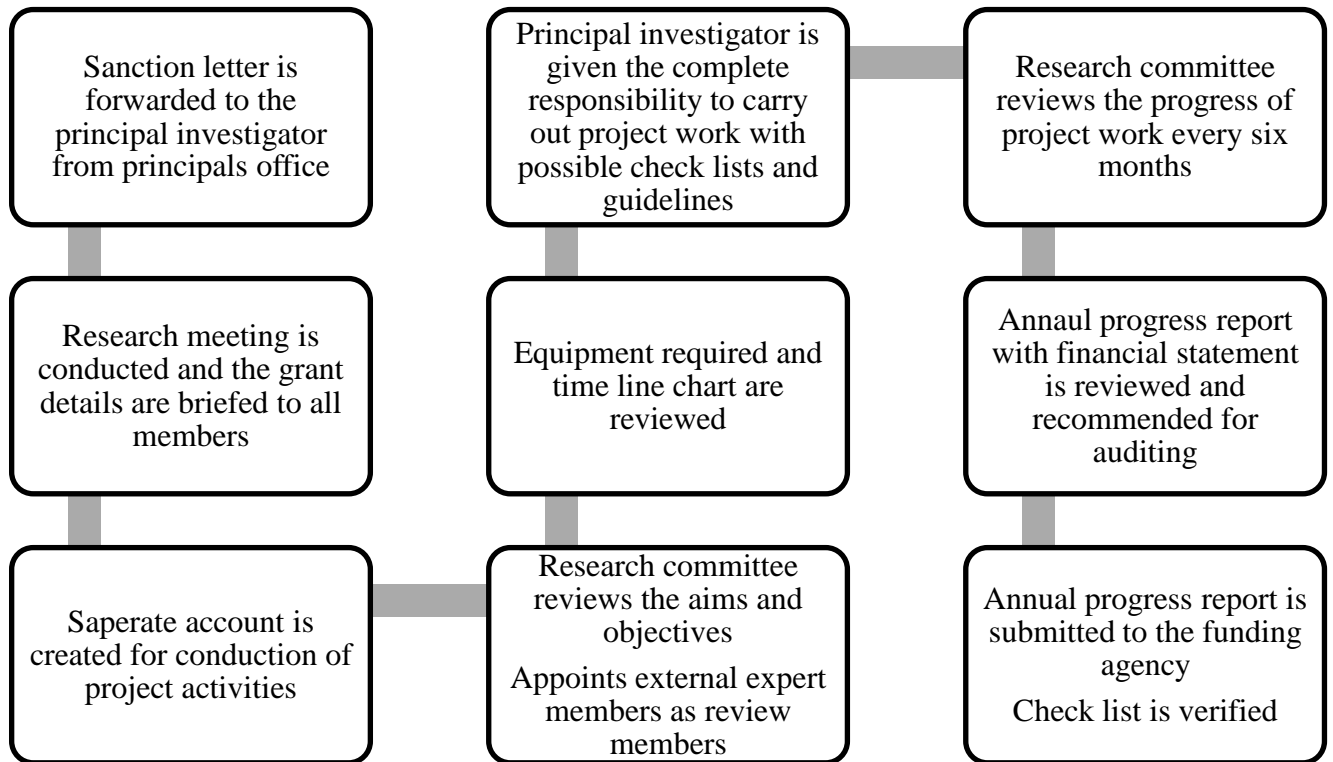 Sanction letter is
forwarded to the
principal investigator
from principals office
Research meeting is
conducted and the grant
details are briefed to all
members
Saperate account is
created for conduction of
project activities
Research committee
reviews the aims and
objectives
Appoints external expert
members as review
members
Equipment required and
time line chart are
reviewed
Principal investigator is
given the complete
responsibility to carry
out project work with
possible check lists and
guidelines
Research committee
reviews the progress of
project work every six
months
Annaul progress report
with financial statement
is reviewed and
recommended for
auditing
Annual progress report is
submitted to the funding
agency
Check list is verified